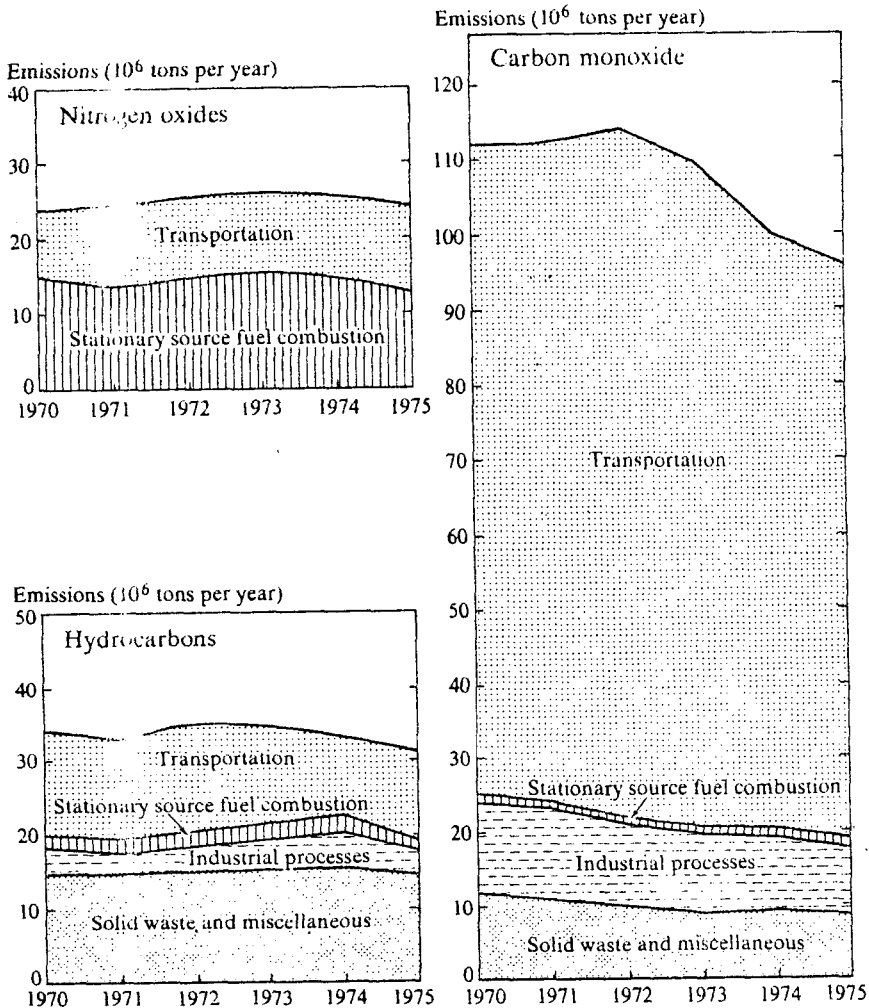 Emissions (10⁶ tons per year)
40
Nitrogen oxides
30
20
Transportation
10
Stationary source fuel combustion
0
1970 1971 1972 1973 1974 1975
Emissions (10⁶ tons per year)
50
Hydrocarbons
40
30
Transportation
Stationary source fuel combustion
20
Industrial processes
10
Solid waste and miscellaneous
0
1970 1971 1972 1973 1974 1975
Emissions (10⁶ tons per year)
Carbon monoxide
120
110
100
90
80
70
Transportation
60
50
40
30
Stationary source fuel combustion
20
Industrial processes
10
Solid waste and miscellaneous
0
1970 1971 1972 1973 1974 1975